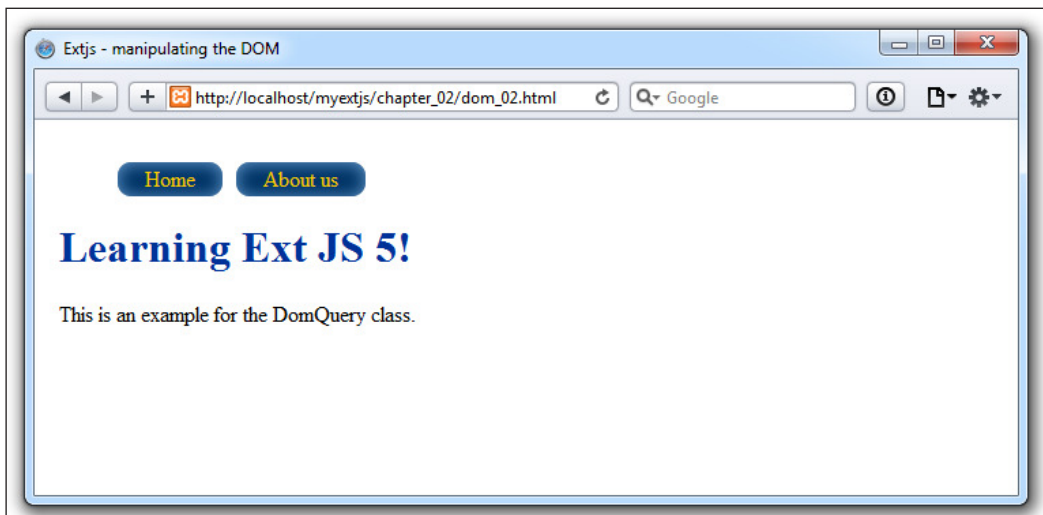 Extjs - manipulating the DOM
http://localhost/myextjs/chapter_02/dom_02.html
Google
Home About us
Learning Ext JS 5!
This is an example for the DomQuery class.